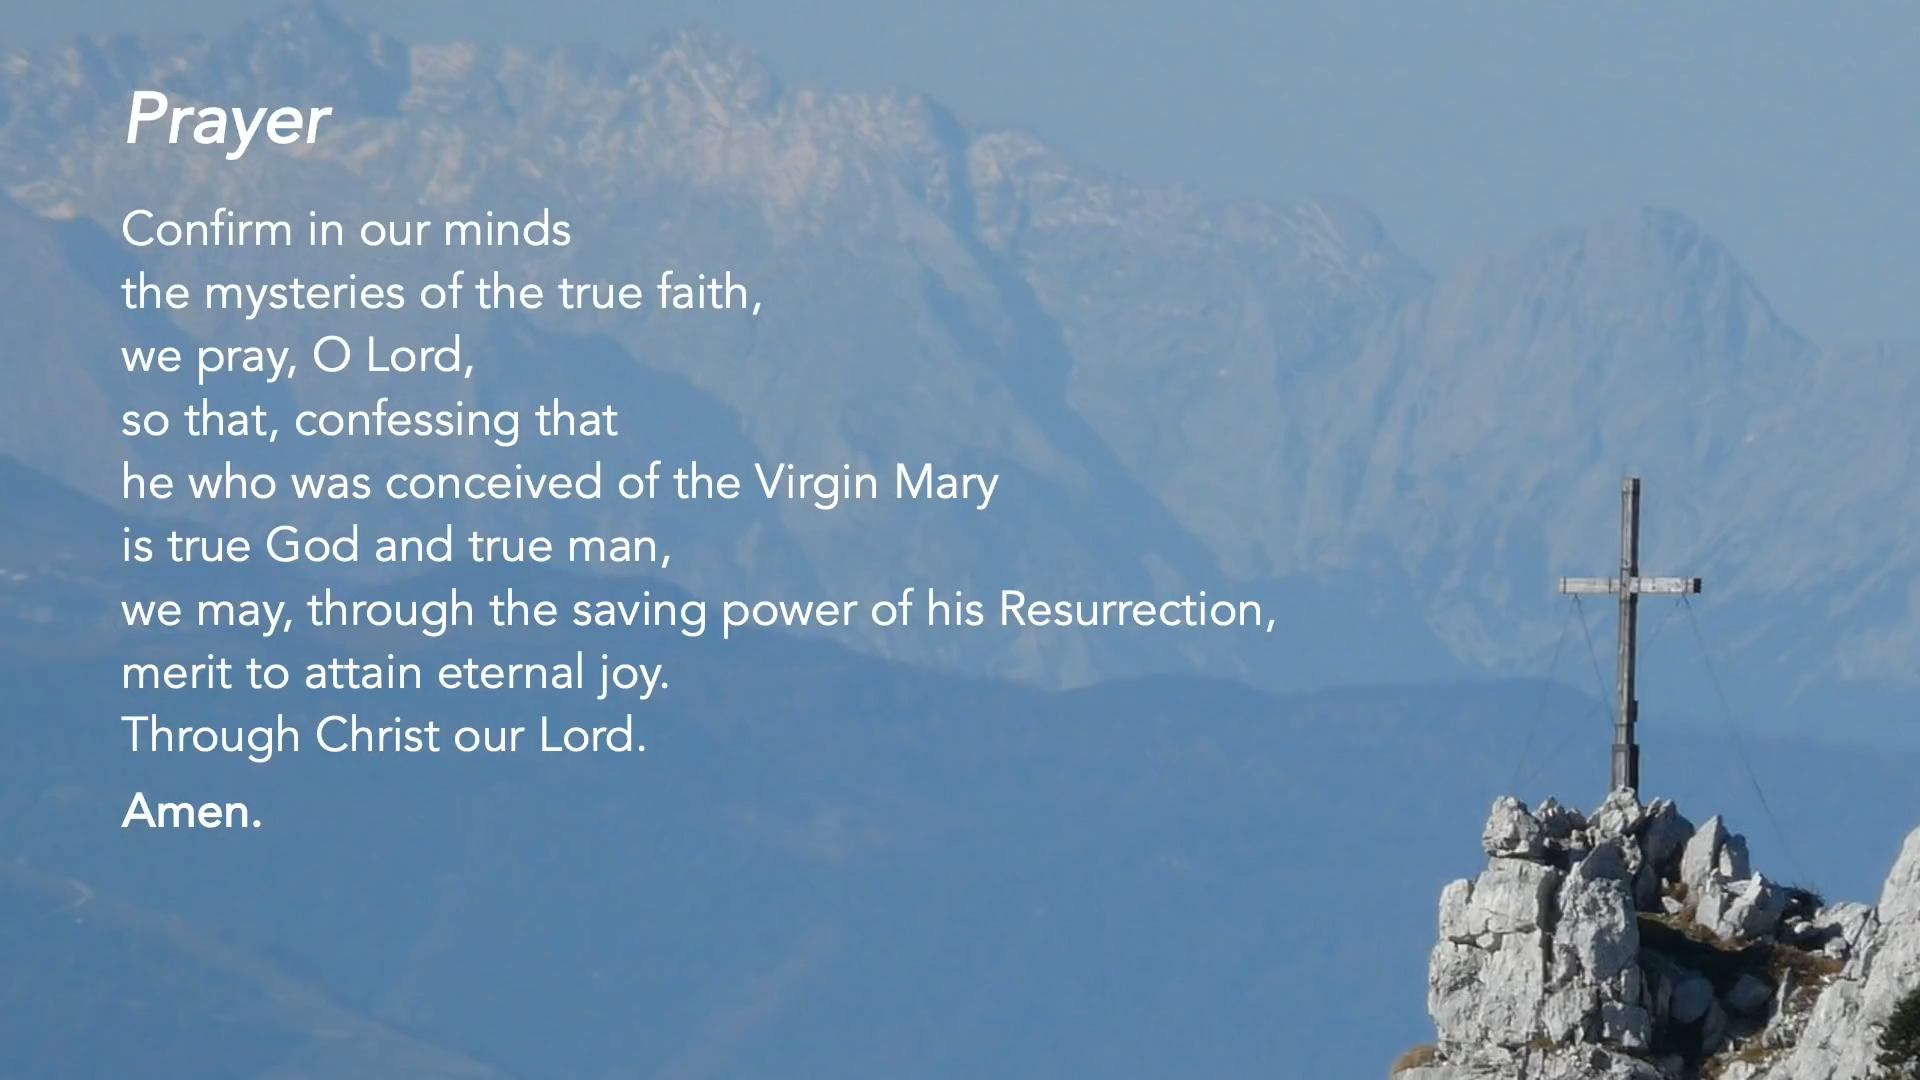 Prayer
Confirm in our minds
the mysteries of the true faith,
we pray, O Lord,
so that, confessing that
he who was conceived of the Virgin Mary
is true God and true man,
we may, through the saving power of his Resurrection,
merit to attain eternal joy.
Through Christ our Lord.
Amen.